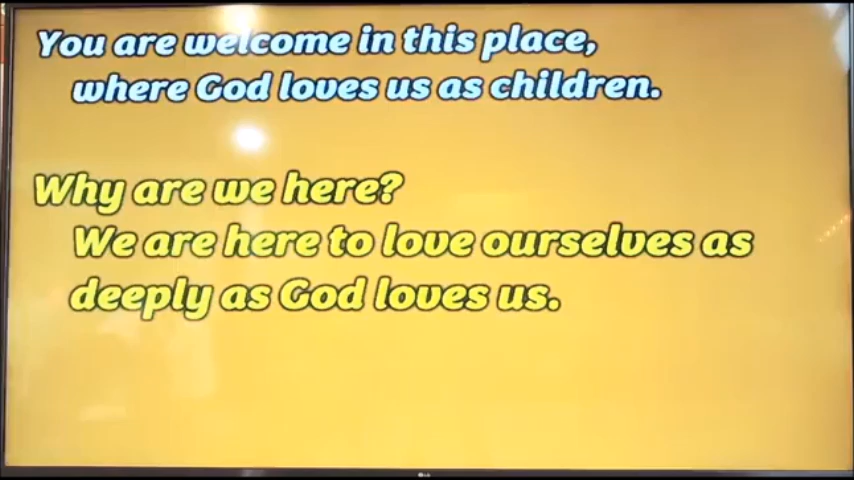 You are welcome in this place,
where God loves us as children.
Why are we here?
We are here to love ourselves as
deeply as God loves us.